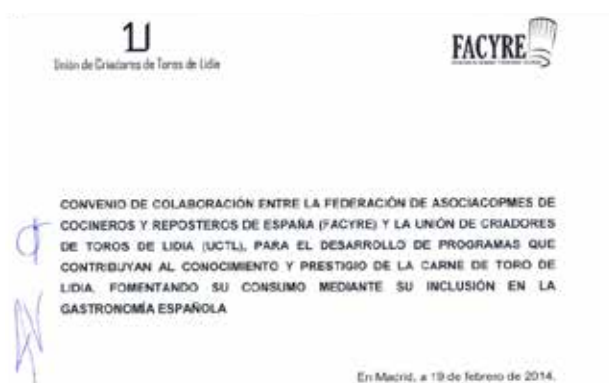 Unión de Criadores de Toros de Lidia
FACYRE
CONVENIO DE COLABORACIÓN ENTRE LA FEDERACIÓN DE ASOCIACOPMES DE
COCINEROS Y REPOSTEROS DE ESPAÑA (FACYRE) Y LA UNIÓN DE CRIADORES
DE TOROS DE LIDIA (UCTL), PARA EL DESARROLLO DE PROGRAMAS QUE
CONTRIBUYAN AL CONOCIMIENTO Y PRESTIGIO DE LA CARNE DE TORO DE
LIDIA, FOMENTANDO SU CONSUMO MEDIANTE SU INCLUSIÓN EN LA
GASTRONOMÍA ESPAÑOLA
En Madrid, a 19 de febrero de 2014.